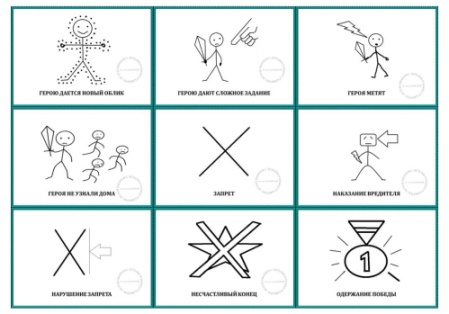 ГЕРОЮ ДАЕТСЯ НОВЫЙ ОБЛИК
ГЕРОЮ ДАЮТ СЛОЖНОЕ ЗАДАНИЕ
ГЕРОЯ МЕТЯТ
ГЕРОЯ НЕ УЗНАЛИ ДОМА
ЗАПРЕТ
НАКАЗАНИЕ ВРЕДИТЕЛЯ
НАРУШЕНИЕ ЗАПРЕТА
НЕСЧАСТЛИВЫЙ КОНЕЦ
1
ОДЕРЖАНИЕ ПОБЕДЫ